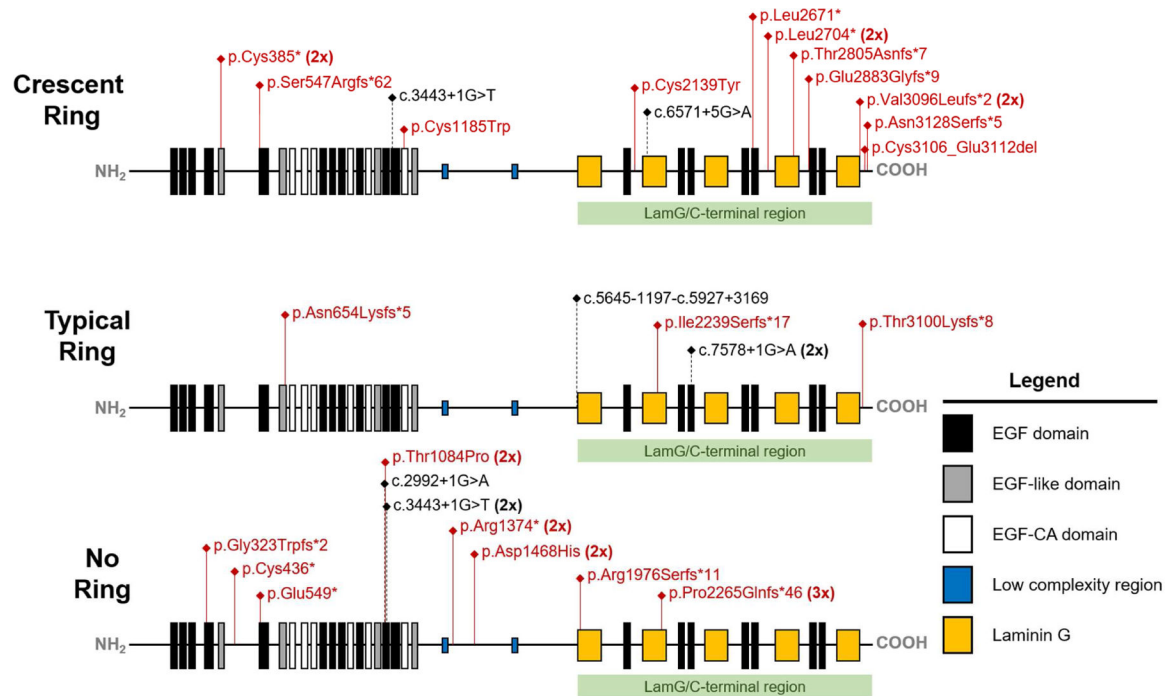 p.Leu2671*
p.Cys385* (2x)
p.Leu2704* (2x)
p.Thr2805Asnfs*7
Crescent
Ring
p.Ser547Argfs*62
c.3443+1G>T
p.Cys2139Tyr
p.Glu2883Glyfs*9
c.6571+5G>A
p.Val3096Leufs*2 (2x)
p.Cys1185Trp
p.Asn3128Serfs*5
p.Cys3106_Glu3112del
NH2
COOH
LamG/C-terminal region
Typical
Ring
c.5645-1197-c.5927+3169
p.Asn654Lysfs*5
p.Ile2239Serfs*17
p.Thr3100Lysfs*8
c.7578+1G>A (2x)
NH2
COOH
LamG/C-terminal region
No
Ring
p.Thr1084Pro (2x)
c.2992+1G>A
c.3443+1G>T (2x)
p.Arg1374* (2x)
p.Gly323Trpfs*2
p.Asp1468His (2x)
p.Cys436*
p.Arg1976Serfs*11
p.Glu549*
p.Pro2265Glnfs*46 (3x)
NH2
COOH
LamG/C-terminal region
Legend
EGF domain
EGF-like domain
EGF-CA domain
Low complexity region
Laminin G